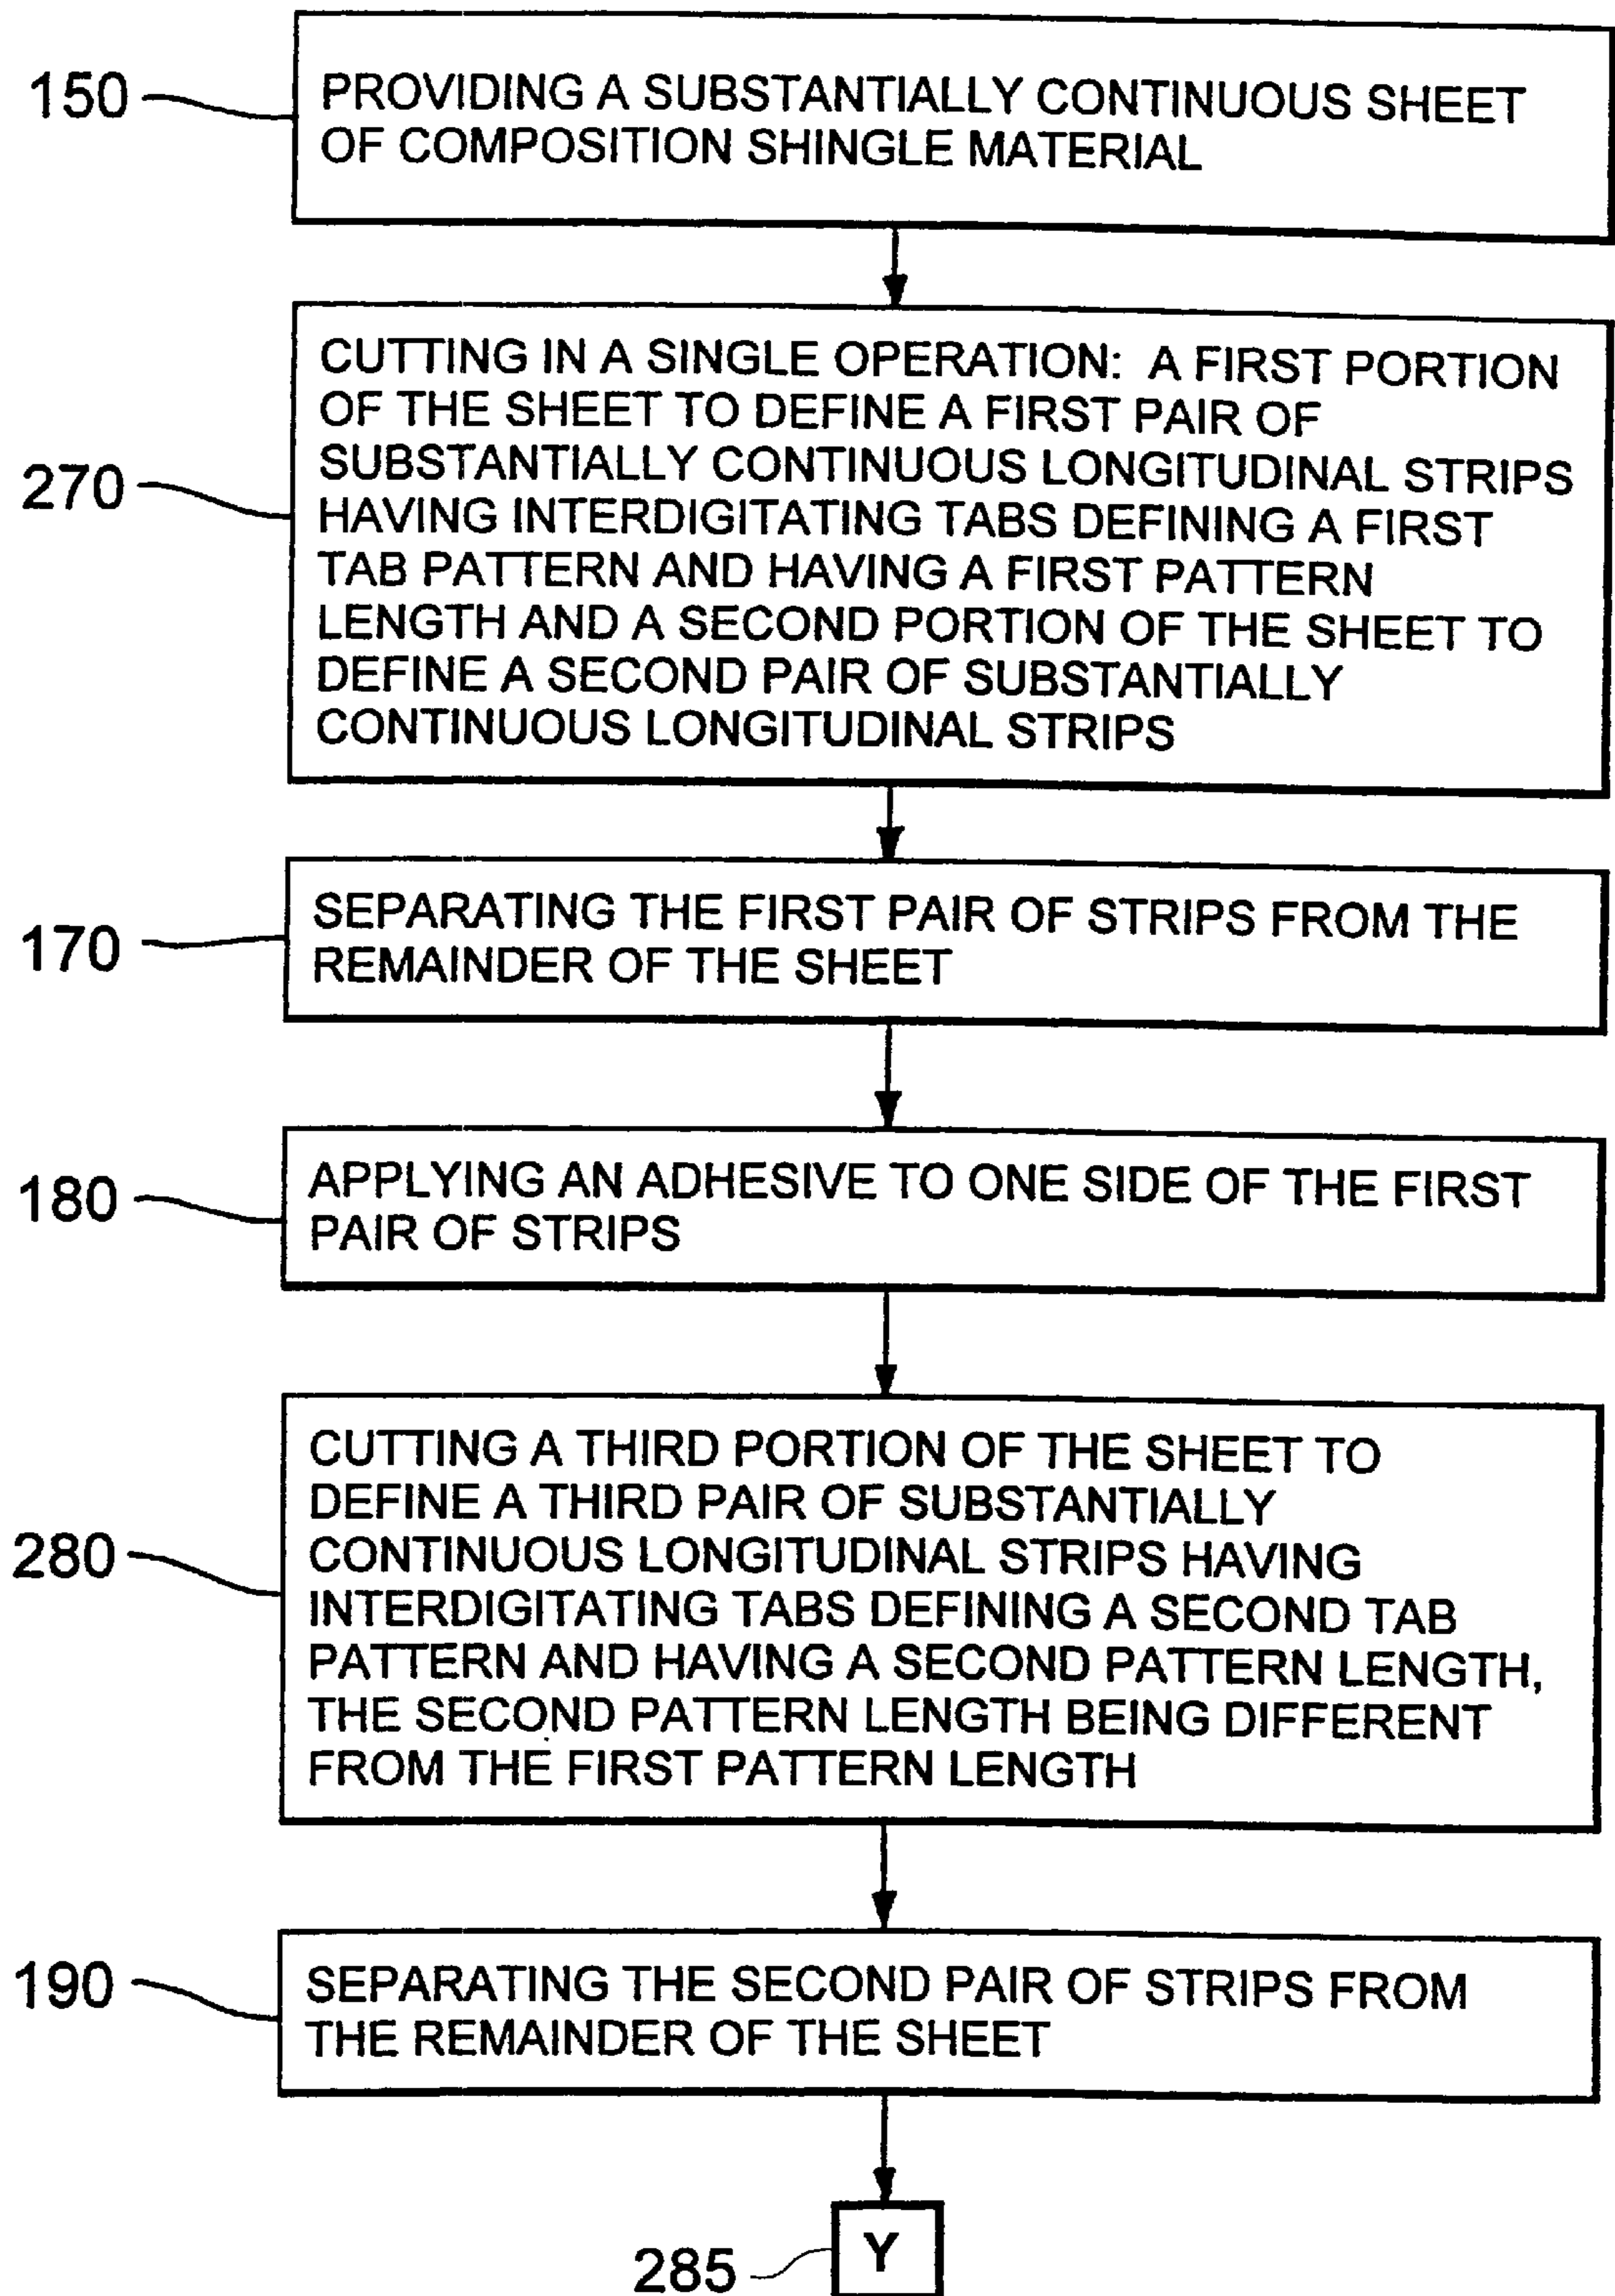 150
PROVIDING A SUBSTANTIALLY CONTINUOUS SHEET
OF COMPOSITION SHINGLE MATERIAL
270
CUTTING IN A SINGLE OPERATION: A FIRST PORTION
OF THE SHEET TO DEFINE A FIRST PAIR OF
SUBSTANTIALLY CONTINUOUS LONGITUDINAL STRIPS
HAVING INTERDIGITATING TABS DEFINING A FIRST
TAB PATTERN AND HAVING A FIRST PATTERN
LENGTH AND A SECOND PORTION OF THE SHEET TO
DEFINE A SECOND PAIR OF SUBSTANTIALLY
CONTINUOUS LONGITUDINAL STRIPS
170
SEPARATING THE FIRST PAIR OF STRIPS FROM THE
REMAINDER OF THE SHEET
180
APPLYING AN ADHESIVE TO ONE SIDE OF THE FIRST
PAIR OF STRIPS
280
CUTTING A THIRD PORTION OF THE SHEET TO
DEFINE A THIRD PAIR OF SUBSTANTIALLY
CONTINUOUS LONGITUDINAL STRIPS HAVING
INTERDIGITATING TABS DEFINING A SECOND TAB
PATTERN AND HAVING A SECOND PATTERN LENGTH,
THE SECOND PATTERN LENGTH BEING DIFFERENT
FROM THE FIRST PATTERN LENGTH
190
SEPARATING THE SECOND PAIR OF STRIPS FROM
THE REMAINDER OF THE SHEET
285
Y